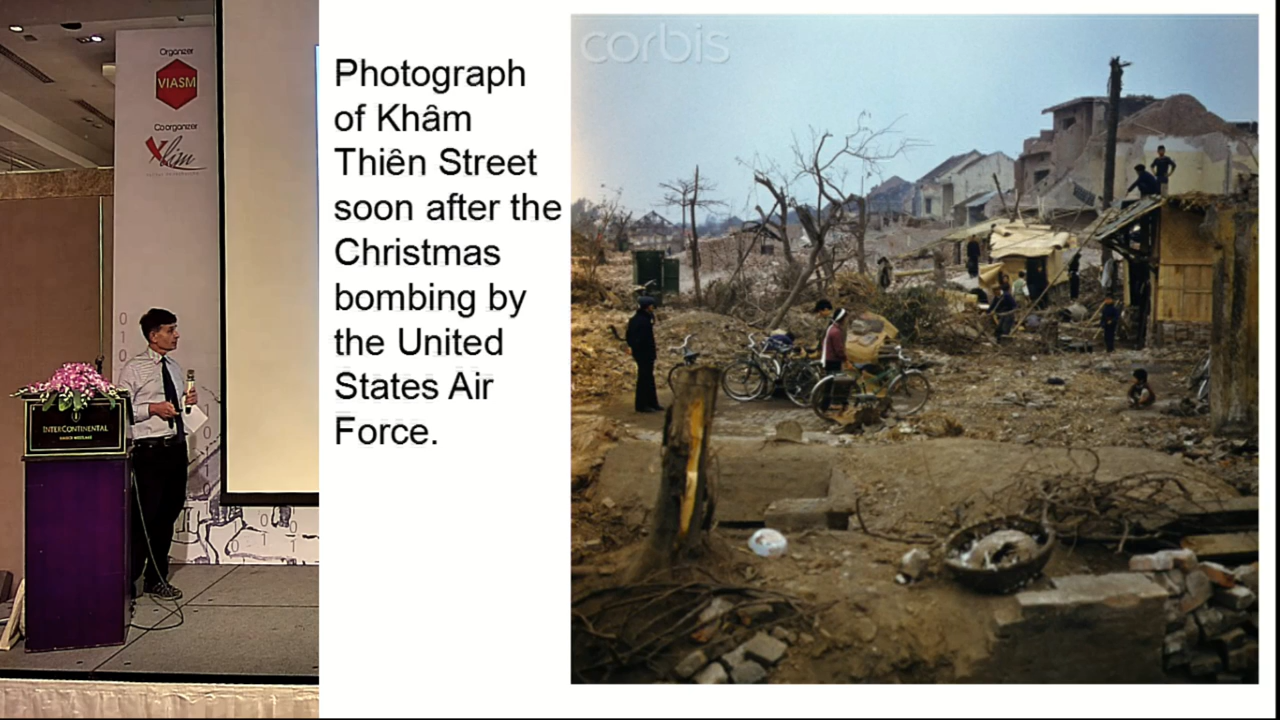 Organizer
VIASM
Coorganizer
Xlim
INTERCONTINENTAL
Photograph
of Khâm
Thiên Street
soon after the
Christmas
bombing by
the United
States Air
Force.
corbis